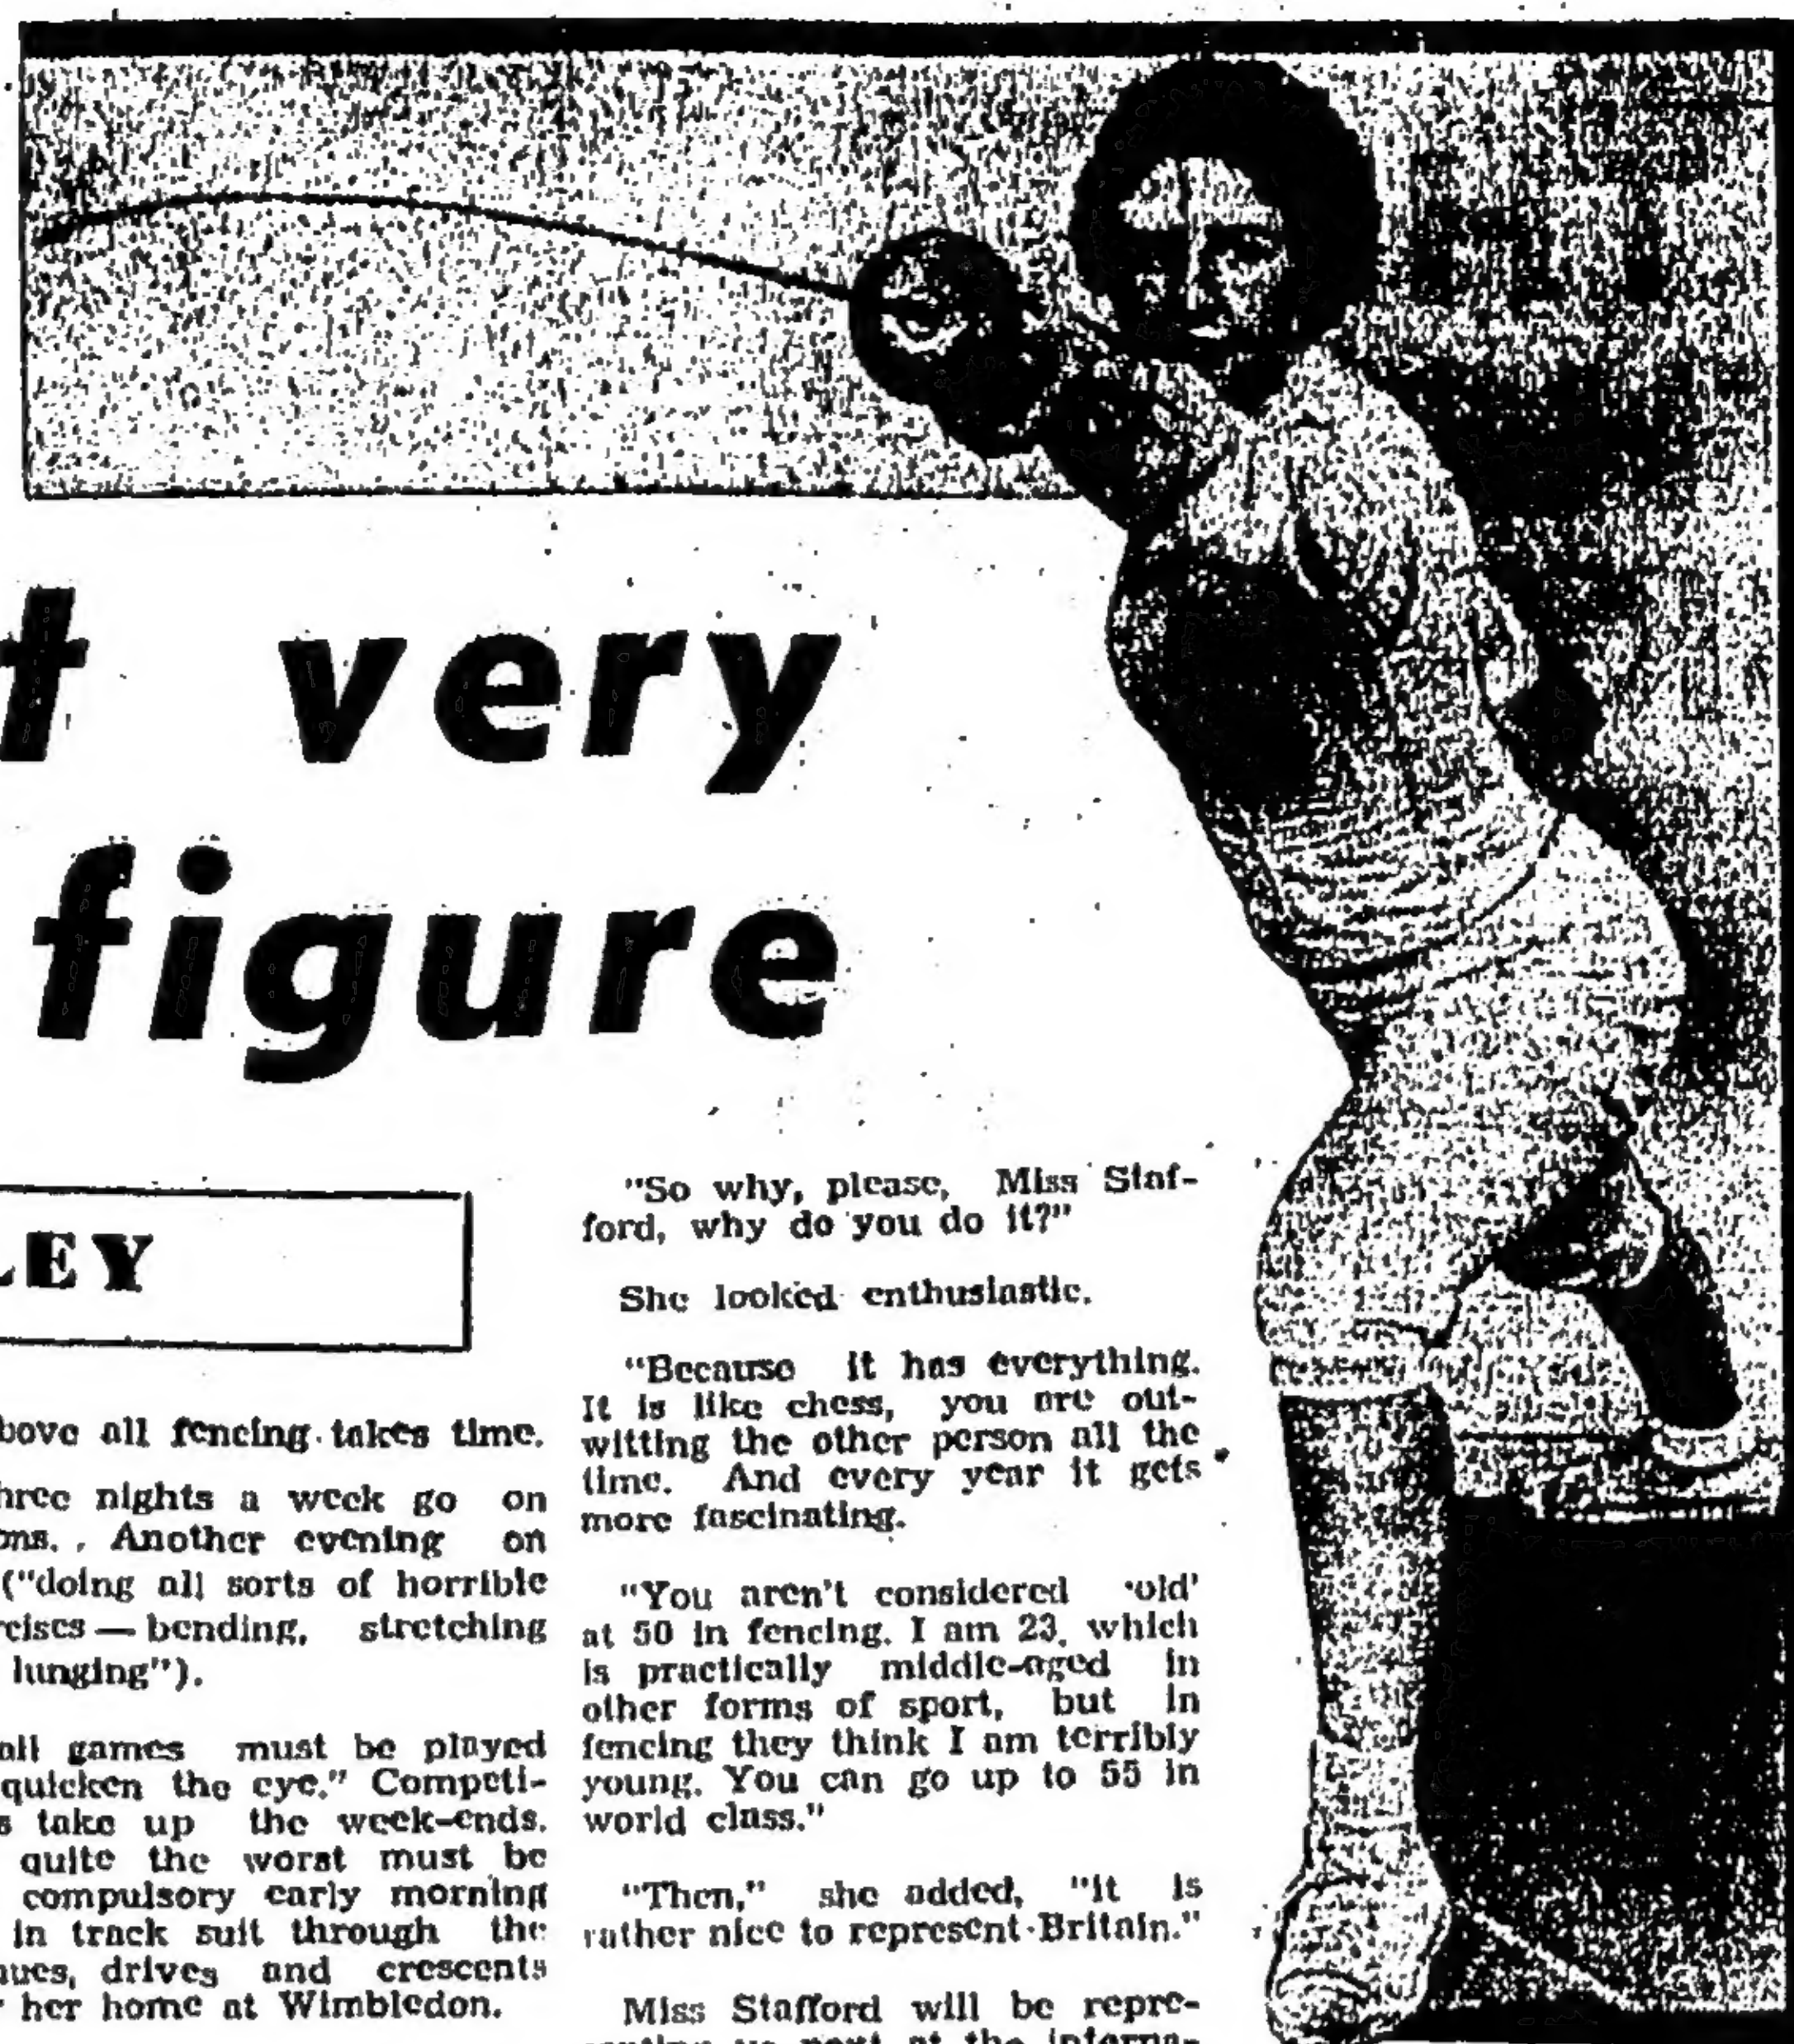 t very
figure
LEY
bove all fencing takes time.
hree nights a week go on
oms. Another evening on
("doing all sorts of horrible
rcises — bending, stretching
lunging").
all games must be played
quicken the eye." Competi-
s take up the week-ends.
quite the worst must be
compulsory early morning
in track suit through the
nues, drives and crescents
her home at Wimbledon.
"So why, please, Miss Staf-
ford, why do you do it?"
She looked enthusiastic.
"Because it has everything.
It is like chess, you are out-
witting the other person all the
time. And every year it gets
more fascinating.
"You aren't considered 'old'
at 50 in fencing. I am 23, which
is practically middle-aged in
other forms of sport, but in
fencing they think I am terribly
young. You can go up to 55 in
world class."
"Then," she added, "it is
rather nice to represent Britain."
Miss Stafford will be repre-